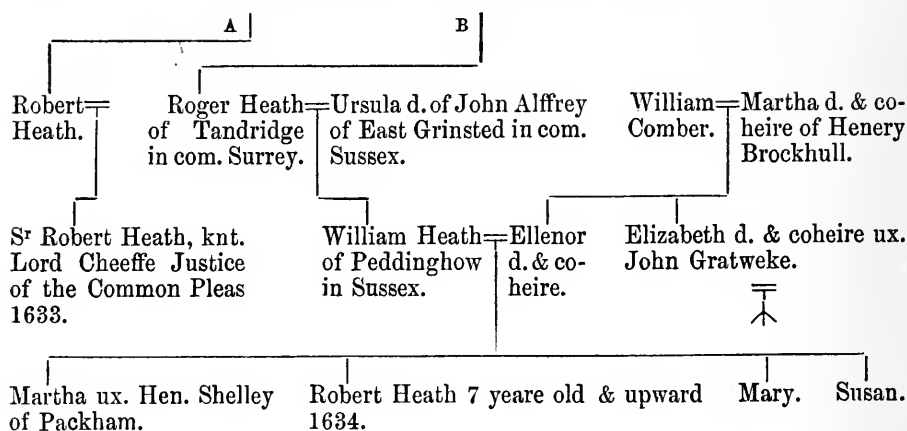 A
B
Robert
Heath.
Roger Heath
of Tandridge
in com. Surrey.
Ursula d. of John Alffrey
of East Grinsted in com.
Sussex.
William
Comber.
Martha d. & co-
heire of Henery
Brockhull.
Sʳ Robert Heath, knt.
Lord Cheeffe Justice
of the Common Pleas
1633.
William Heath
of Peddinghow
in Sussex.
Ellenor
d. & co-
heire.
Elizabeth d. & coheire ux.
John Gratweke.
Martha ux. Hen. Shelley
of Packham.
Robert Heath 7 yeare old & upward
1634.
Mary.
Susan.